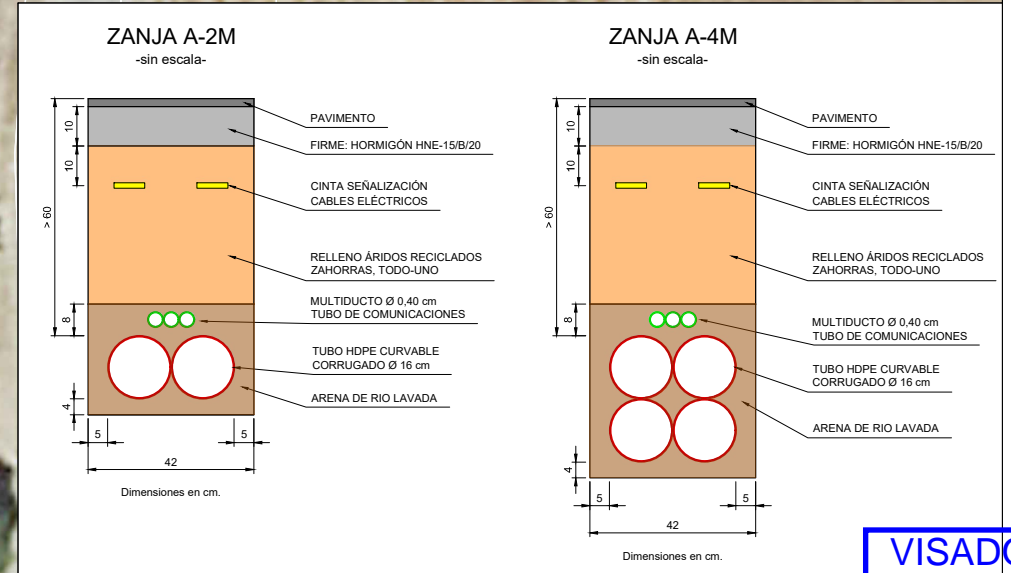 ZANJA A-2M
-sin escala-
10
10
> 60
8
4
5
5
42
PAVIMENTO
FIRME: HORMIGÓN HNE-15/B/20
CINTA SEÑALIZACIÓN
CABLES ELÉCTRICOS
RELLENO ÁRIDOS RECICLADOS
ZAHORRAS, TODO-UNO
MULTIDUCTO Ø 0,40 cm
TUBO DE COMUNICACIONES
TUBO HDPE CURVABLE
CORRUGADO Ø 16 cm
ARENA DE RIO LAVADA
Dimensiones en cm.
ZANJA A-4M
-sin escala-
10
10
> 60
8
4
5
5
42
PAVIMENTO
FIRME: HORMIGÓN HNE-15/B/20
CINTA SEÑALIZACIÓN
CABLES ELÉCTRICOS
RELLENO ÁRIDOS RECICLADOS
ZAHORRAS, TODO-UNO
MULTIDUCTO Ø 0,40 cm
TUBO DE COMUNICACIONES
TUBO HDPE CURVABLE
CORRUGADO Ø 16 cm
ARENA DE RIO LAVADA
Dimensiones en cm.
VISADO